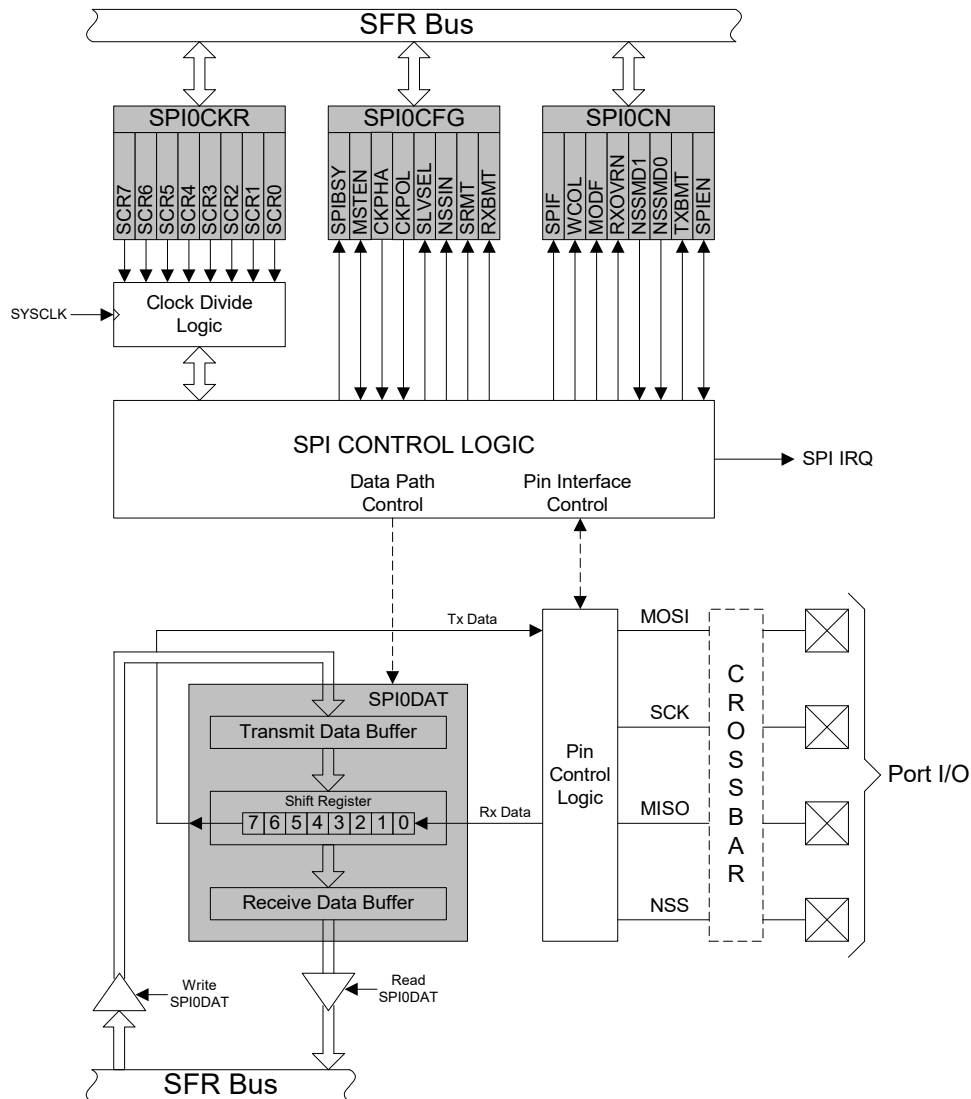 SFR Bus
SPI0CKR
SPI0CFG
SPI0CN
SCR7
SCR6
SCR5
SCR4
SCR3
SCR2
SCR1
SCR0
SPIBSY
MSTEN
CKPHA
CKPOL
SLVSEL
NSSIN
SRMT
RXBMT
SPIF
WCOL
MODF
RXOVRN
NSSMD1
NSSMD0
TXBMT
SPIEN
SYSCLK
Clock Divide
Logic
SPI CONTROL LOGIC
SPI IRQ
Data Path
Control
Pin Interface
Control
Tx Data
MOSI
SPI0DAT
Transmit Data Buffer
SCK
Shift Register
7 6 5 4 3 2 1 0
Rx Data
Pin
Control
Logic
MISO
CROSSBAR
Port I/O
Receive Data Buffer
NSS
Write
SPI0DAT
Read
SPI0DAT
SFR Bus